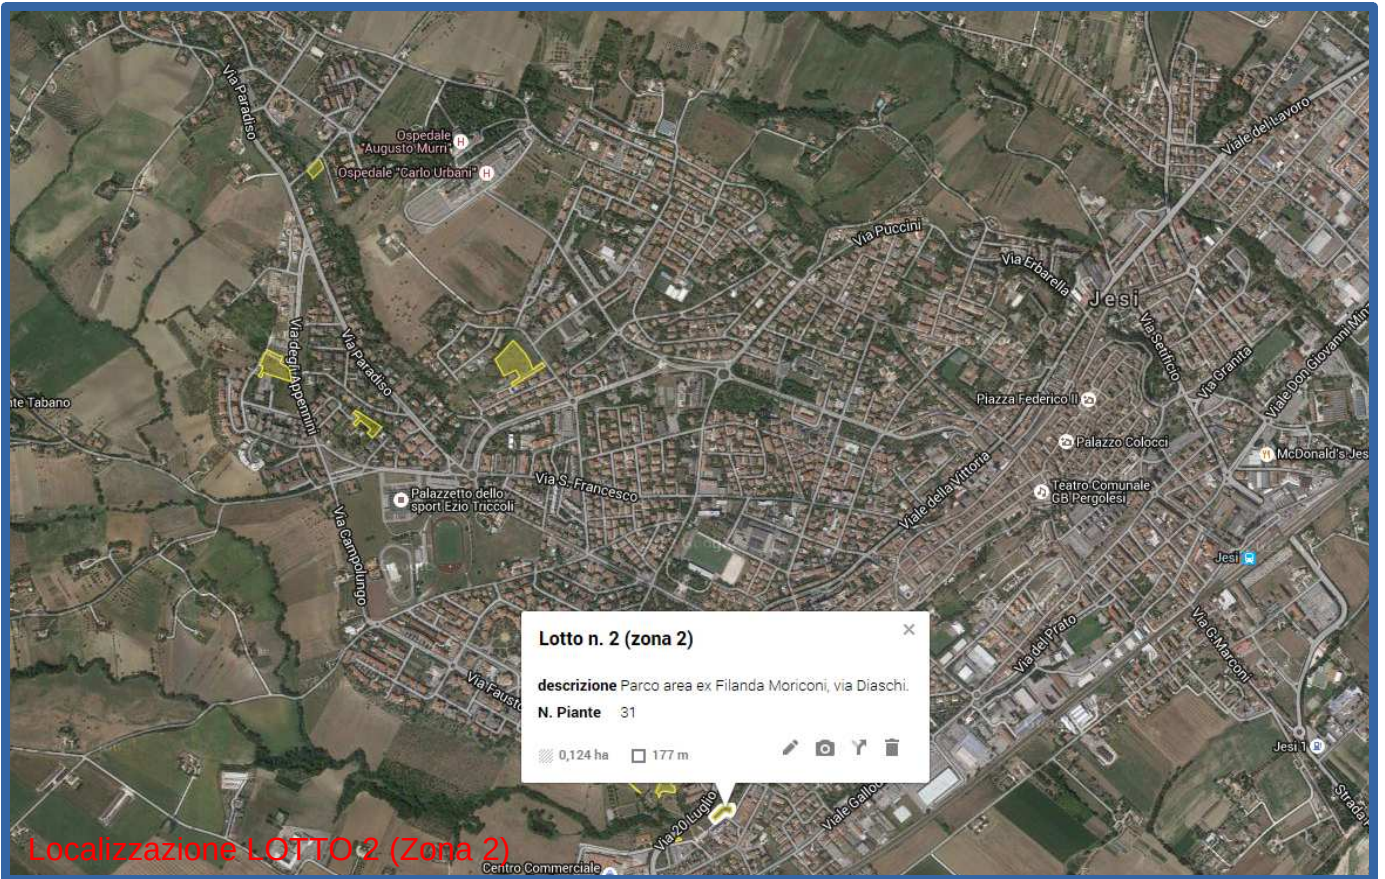 Via Paradiso
Viale del Lavoro
Ospedale
"Augusto Murri"
Ospedale "Carlo Urbani"
Via Puccini
Via Erbarella
Jesi
Via Setificio
Via degli Appennini
Via Paradiso
Via Granita
Viale Don Giovanni Min
te Tabano
Piazza Federico II
Palazzo Colocci
McDonald's Jes
Via S. Francesco
Viale della Vittoria
Teatro Comunale
GB Pergolesi
Palazzetto dello
sport Ezio Triccoli
Via Campolungo
Jesi
Via del Prato
Via G. Marconi
Via Fausto
Lotto n. 2 (zona 2)
descrizione Parco area ex Filanda Moriconi, via Diaschi.
N. Piante 31
0,124 ha 177 m
Jesi 1
Via 20 Luglio
Viale Gallod
Strada
Localizzazione LOTTO 2 (Zona 2)
Centro Commerciale